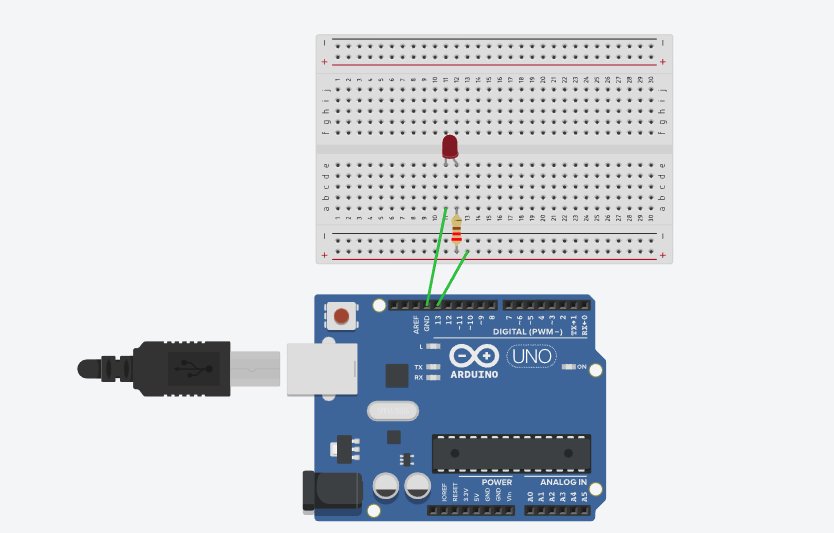 − −
+ +
1 2 3 4 5 6 7 8 9 10 11 12 13 14 15 16 17 18 19 20 21 22 23 24 25 26 27 28 29 30
j j
i i
h h
g g
f f
e e
d d
c c
b b
a a
1 2 3 4 5 6 7 8 9 10 12 13 14 15 16 17 18 19 20 21 22 23 24 25 26 27 28 29 30
− −
+ +
AREF GND 13 12 ~11 ~10 ~9 8 7 ~6 ~5 4 ~3 2 TX→1 RX←0
DIGITAL (PWM ~)
L
TX
RX
ARDUINO
UNO
ON
POWER
ANALOG IN
IOREF RESET 3.3V 5V GND GND Vin A0 A1 A2 A3 A4 A5